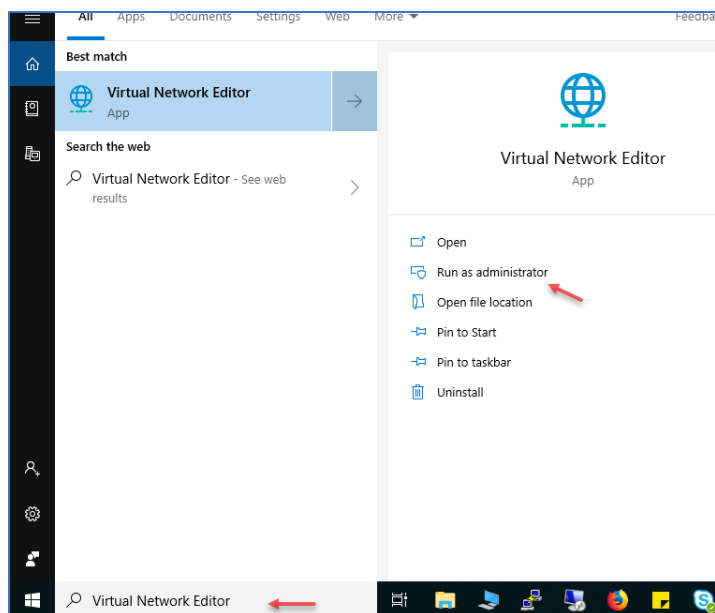 All Apps Documents Settings Web More
Best match
Virtual Network Editor
App
Search the web
Virtual Network Editor - See web
results
Virtual Network Editor
App
Open
Run as administrator
Open file location
Pin to Start
Pin to taskbar
Uninstall
Virtual Network Editor